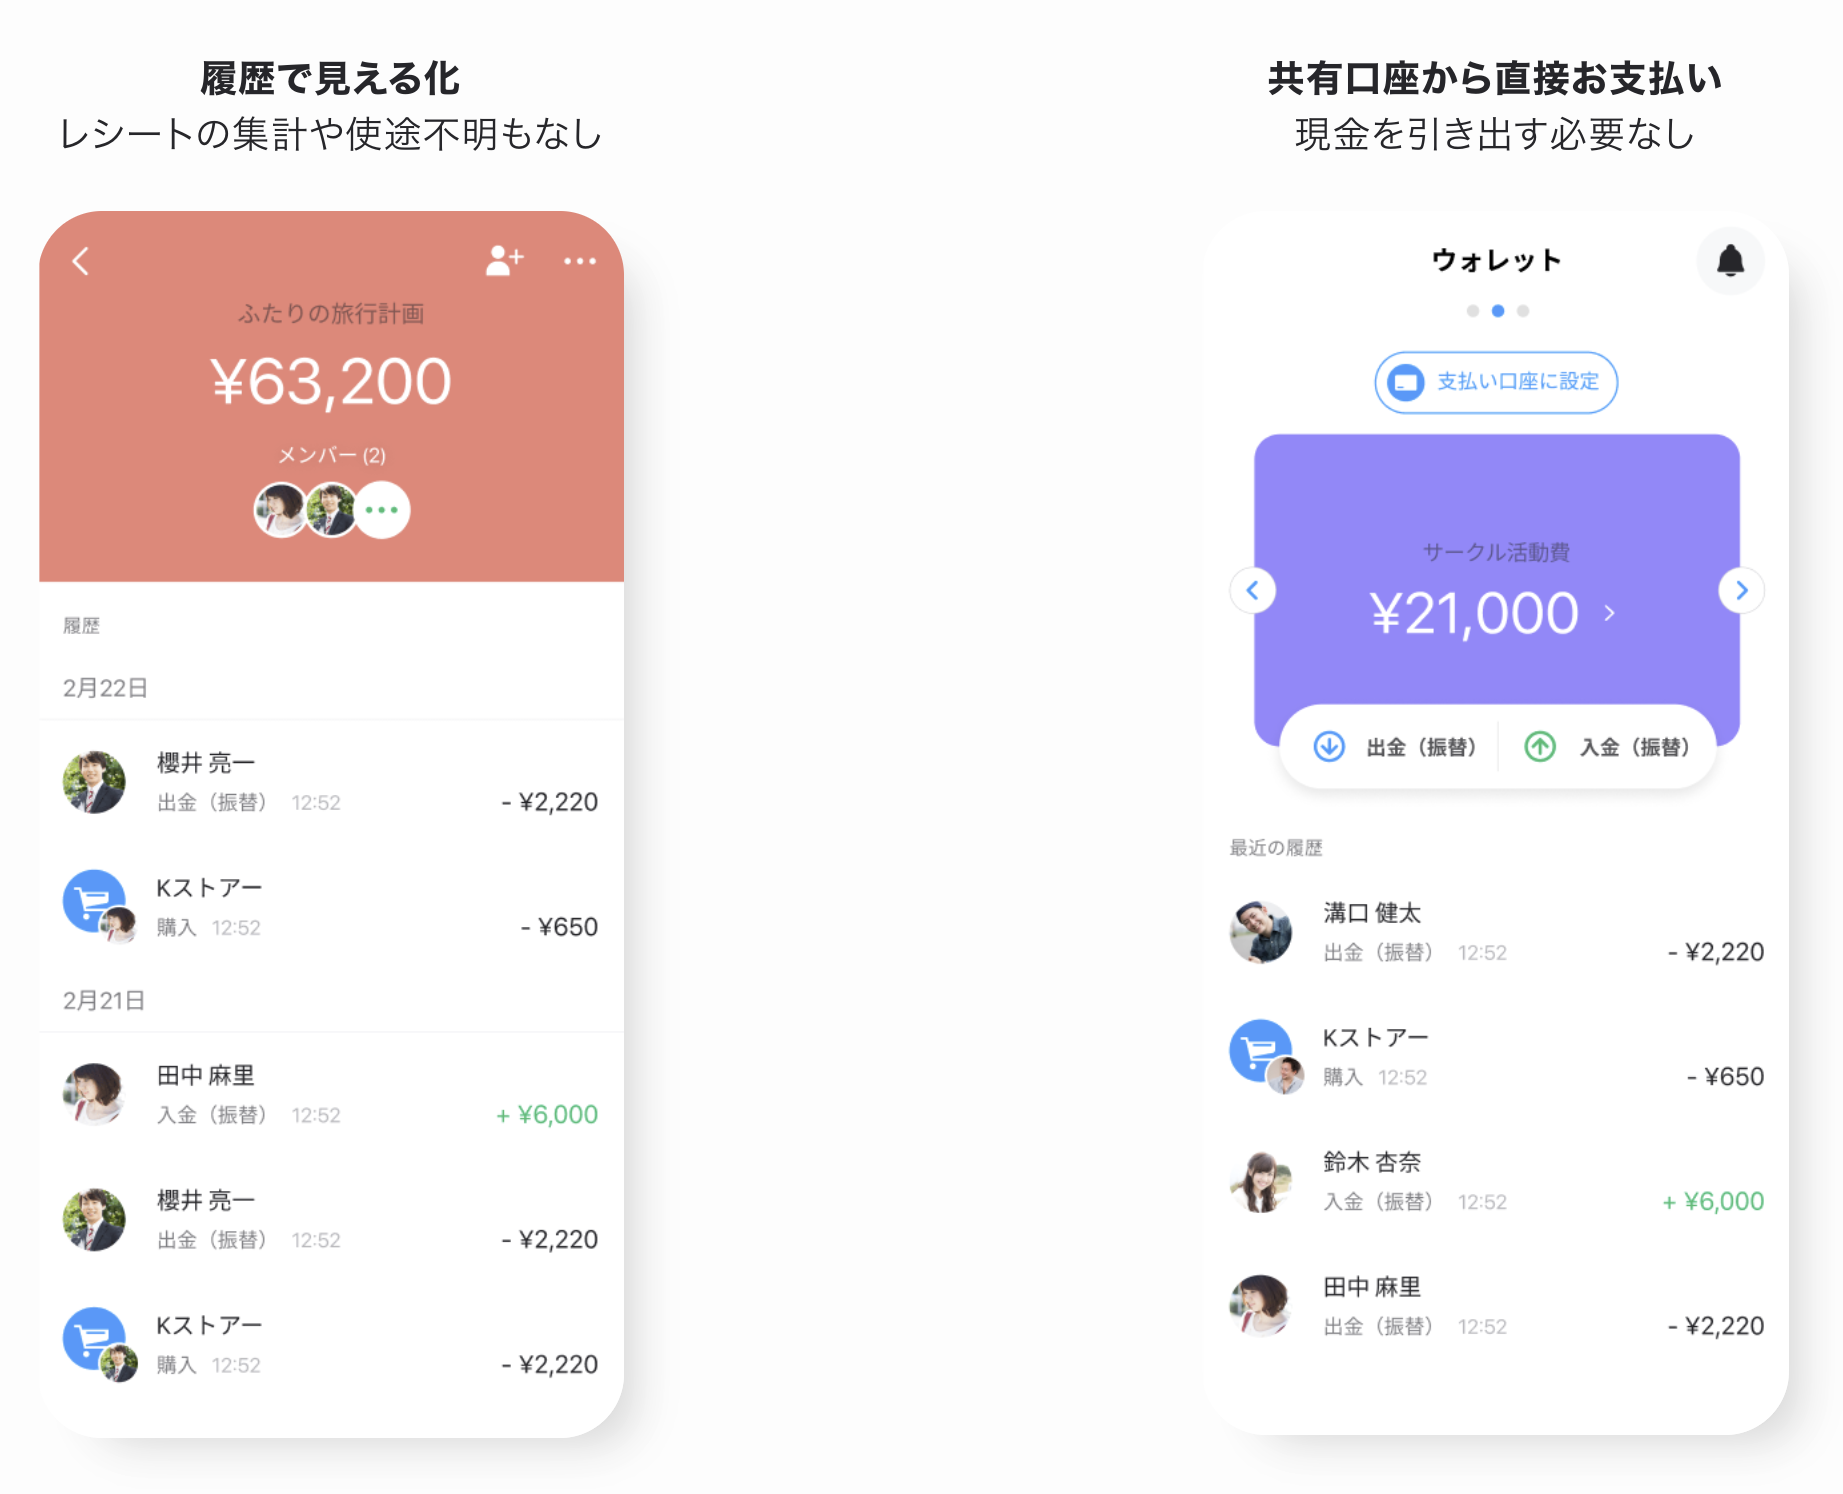 履歴で見える化
レシートの集計や使途不明もなし
ふたりの旅行計画
¥63,200
メンバー (2)
履歴
2月22日
櫻井 亮一
出金（振替） 12:52
- ¥2,220
Kストアー
購入 12:52
- ¥650
2月21日
田中 麻里
入金（振替） 12:52
+ ¥6,000
櫻井 亮一
出金（振替） 12:52
- ¥2,220
Kストアー
購入 12:52
- ¥2,220
共有口座から直接お支払い
現金を引き出す必要なし
ウォレット
支払い口座に設定
サークル活動費
¥21,000
出金（振替）
入金（振替）
最近の履歴
溝口 健太
出金（振替） 12:52
- ¥2,220
Kストアー
購入 12:52
- ¥650
鈴木 杏奈
入金（振替） 12:52
+ ¥6,000
田中 麻里
出金（振替） 12:52
- ¥2,220